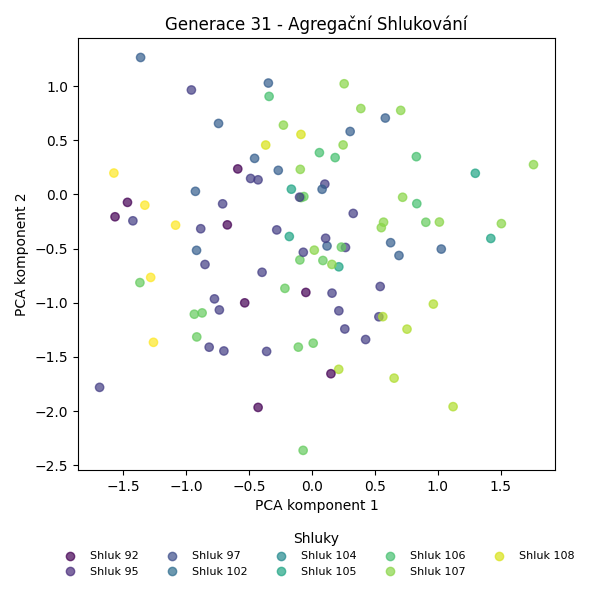 Generace 31 - Agregační Shlukování
PCA komponent 2
1.0
0.5
0.0
−0.5
−1.0
−1.5
−2.0
−2.5
−1.5 −1.0 −0.5 0.0 0.5 1.0 1.5
PCA komponent 1
Shluky
Shluk 92 Shluk 97 Shluk 104 Shluk 106 Shluk 108
Shluk 95 Shluk 102 Shluk 105 Shluk 107